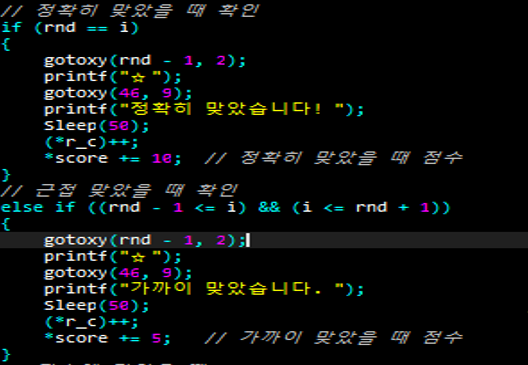 // 정확히 맞았을 때 확인
if (rnd == i)
{
    gotoxy(rnd - 1, 2);
    printf("☆");
    gotoxy(46, 9);
    printf("정확히 맞았습니다! ");
    Sleep(50);
    (*r_c)++;
    *score += 10;  // 정확히 맞았을 때 점수
}
// 근접 맞았을 때 확인
else if ((rnd - 1 <= i) && (i <= rnd + 1))
{
    gotoxy(rnd - 1, 2);
    printf("☆");
    gotoxy(46, 9);
    printf("가까이 맞았습니다. ");
    Sleep(50);
    (*r_c)++;
    *score += 5;   // 가까이 맞았을 때 점수
}